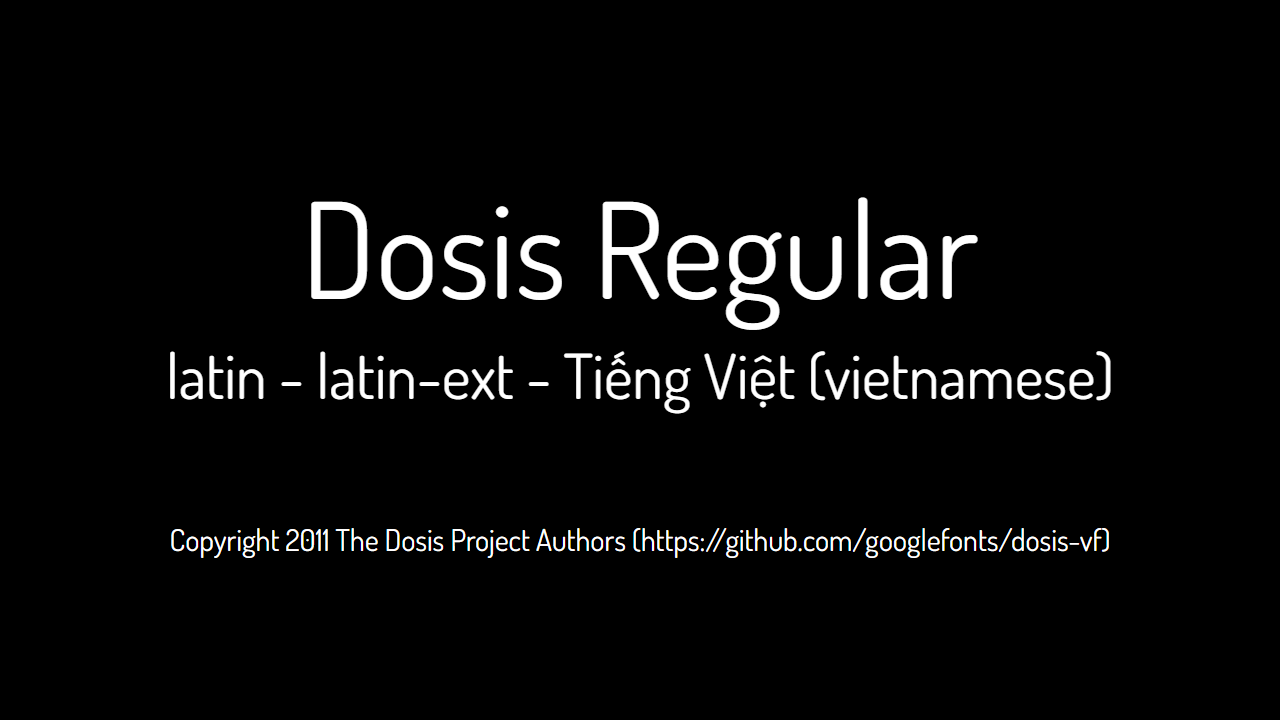 Dosis Regular
latin - latin-ext - Tiếng Việt (vietnamese)
Copyright 2011 The Dosis Project Authors (https://github.com/googlefonts/dosis-vf)